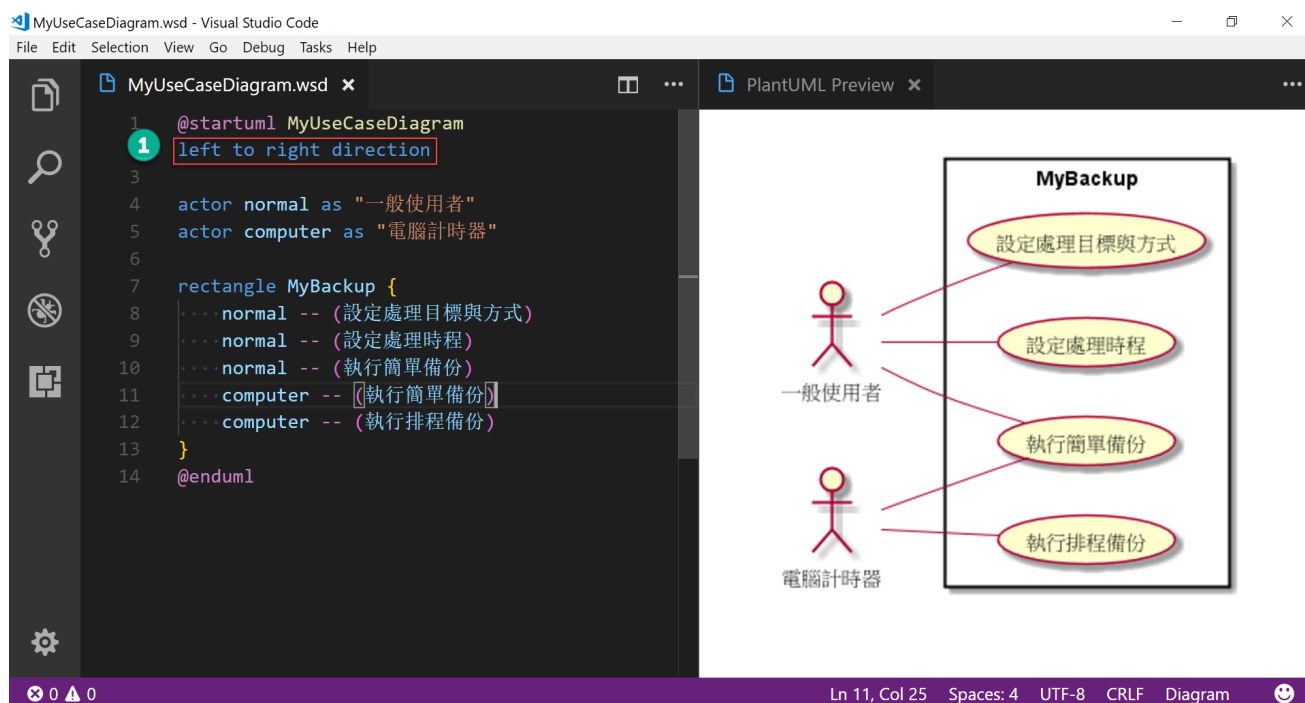 MyUseCaseDiagram.wsd - Visual Studio Code
File Edit Selection View Go Debug Tasks Help
MyUseCaseDiagram.wsd
1 @startuml MyUseCaseDiagram
1 left to right direction
3
4 actor normal as "一般使用者"
5 actor computer as "電腦計時器"
6
7 rectangle MyBackup {
8 ····normal -- (設定處理目標與方式)
9 ····normal -- (設定處理時程)
10 ····normal -- (執行簡單備份)
11 ····computer -- (執行簡單備份)
12 ····computer -- (執行排程備份)
13 }
14 @enduml
PlantUML Preview
MyBackup
設定處理目標與方式
設定處理時程
一般使用者
執行簡單備份
執行排程備份
電腦計時器
0 0 Ln 11, Col 25 Spaces: 4 UTF-8 CRLF Diagram